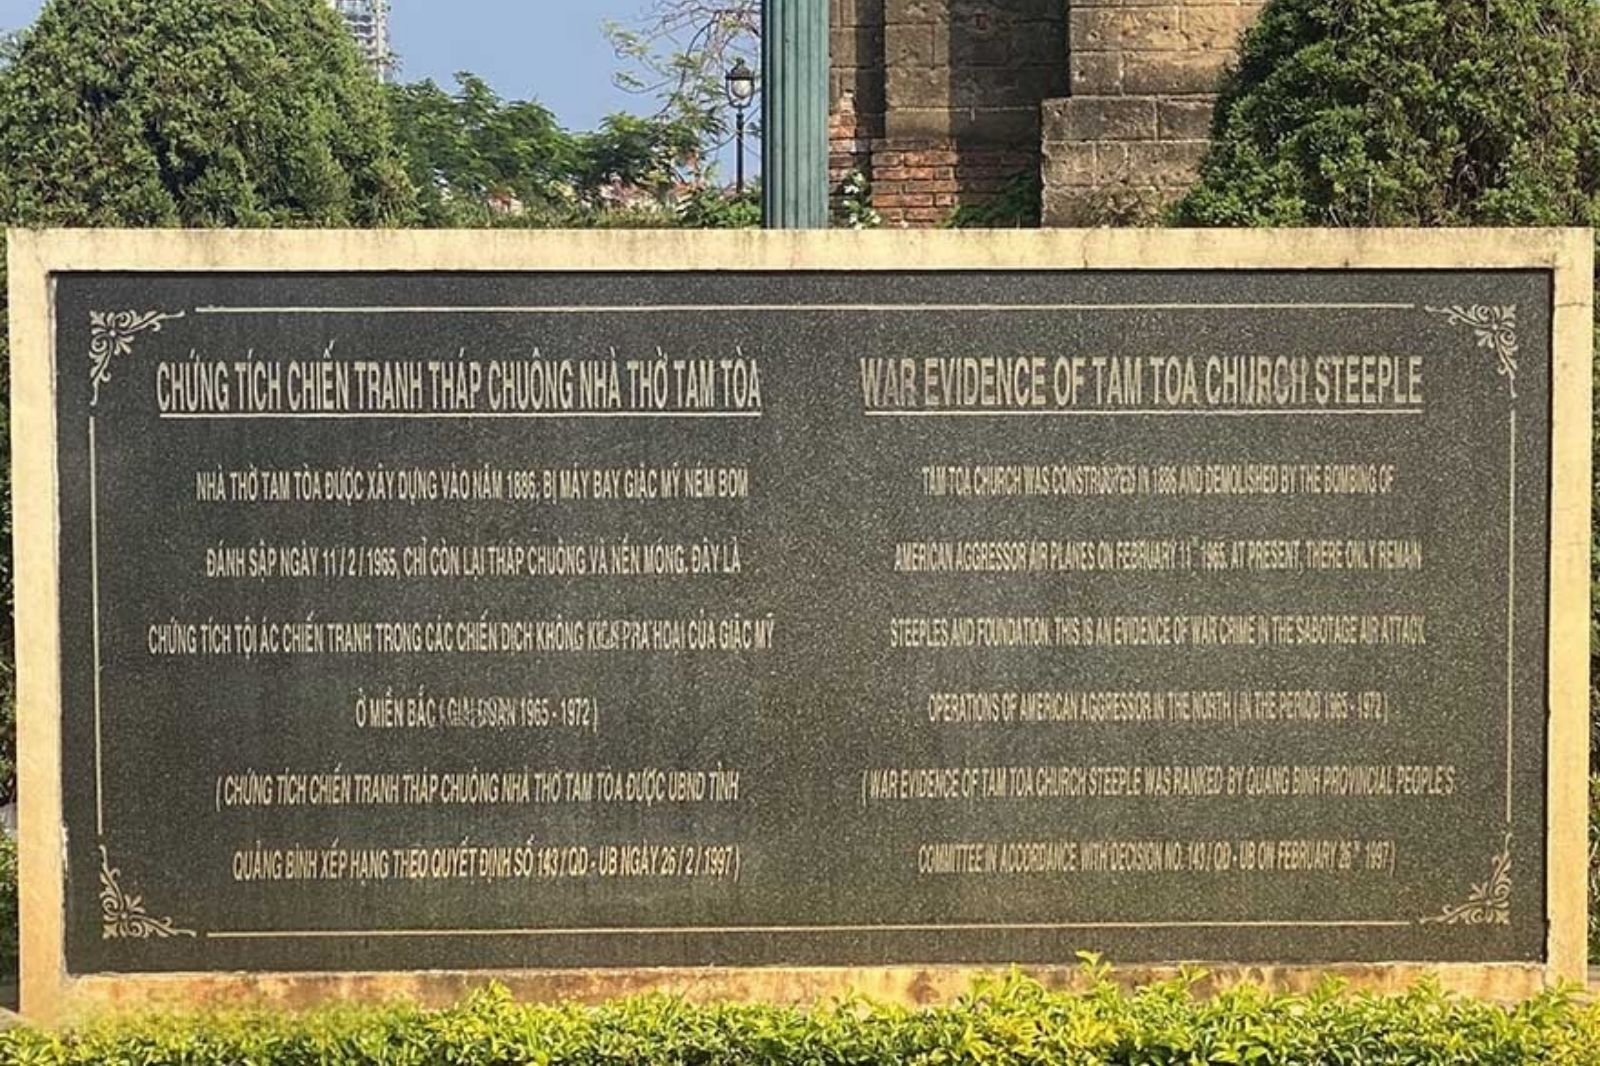 CHỨNG TÍCH CHIẾN TRANH THÁP CHUÔNG NHÀ THỜ TAM TÒA
NHÀ THỜ TAM TÒA ĐƯỢC XÂY DỰNG VÀO NĂM 1886, BỊ MÁY BAY GIẶC MỸ NÉM BOM
ĐÁNH SẬP NGÀY 11 / 2 / 1965, CHỈ CÒN LẠI THÁP CHUÔNG VÀ NỀN MÓNG. ĐÂY LÀ
CHỨNG TÍCH TỘI ÁC CHIẾN TRANH TRONG CÁC CHIẾN DỊCH KHÔNG KÍCH PHÁ HOẠI CỦA GIẶC MỸ
Ở MIỀN BẮC ( GIAI ĐOẠN 1965 - 1972 )
( CHỨNG TÍCH CHIẾN TRANH THÁP CHUÔNG NHÀ THỜ TAM TÒA ĐƯỢC UBND TỈNH
QUẢNG BÌNH XẾP HẠNG THEO QUYẾT ĐỊNH SỐ 143 / QĐ - UB NGÀY 26 / 2 / 1997 )
WAR EVIDENCE OF TAM TOA CHURCH STEEPLE
TAM TOA CHURCH WAS CONSTRUCTED IN 1886 AND DEMOLISHED BY THE BOMBING OF
AMERICAN AGGRESSOR AIR PLANES ON FEBRUARY 11th 1965. AT PRESENT, THERE ONLY REMAIN
STEEPLES AND FOUNDATION. THIS IS AN EVIDENCE OF WAR CRIME IN THE SABOTAGE AIR ATTACK
OPERATIONS OF AMERICAN AGGRESSOR IN THE NORTH ( IN THE PERIOD 1965 - 1972 )
( WAR EVIDENCE OF TAM TOA CHURCH STEEPLE WAS RANKED BY QUANG BINH PROVINCIAL PEOPLE'S
COMMITTEE IN ACCORDANCE WITH DECISION NO: 143 / QD - UB ON FEBRUARY 26th 1997 )